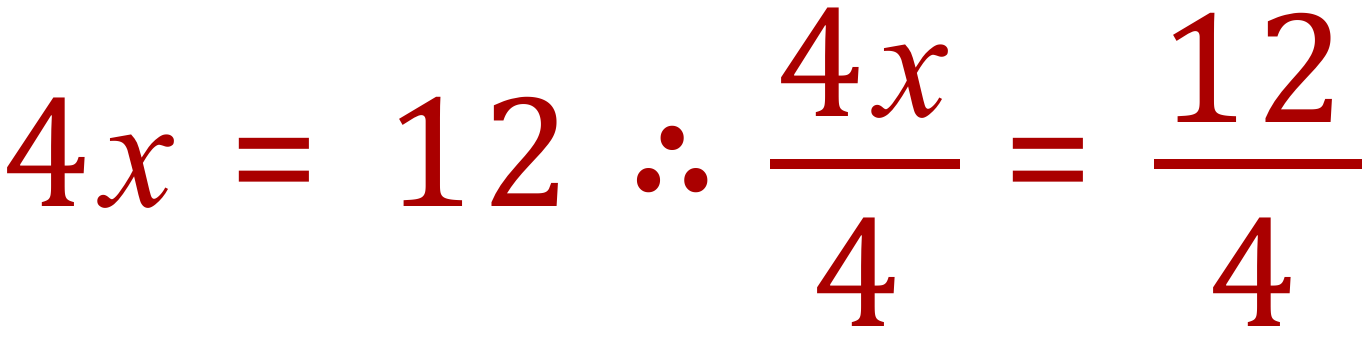 4x = 12 ∴ 4x/4 = 12/4